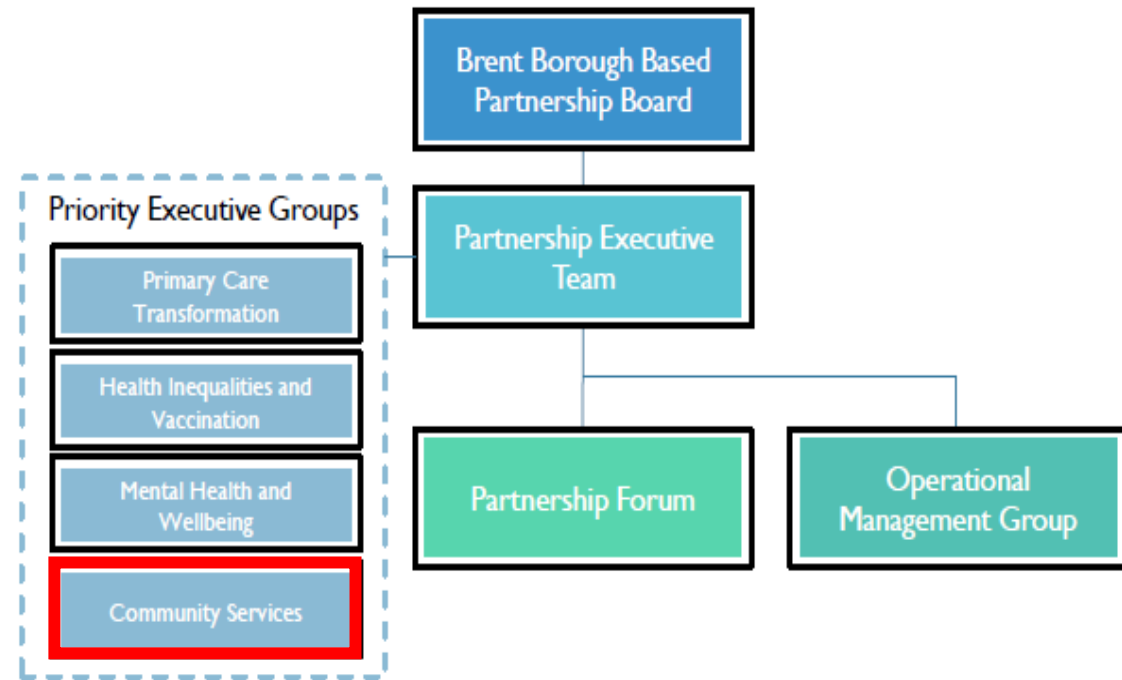 Brent Borough Based
Partnership Board
Priority Executive Groups
Primary Care
Transformation
Health Inequalities and
Vaccination
Mental Health and
Wellbeing
Community Services
Partnership Executive
Team
Partnership Forum
Operational
Management Group